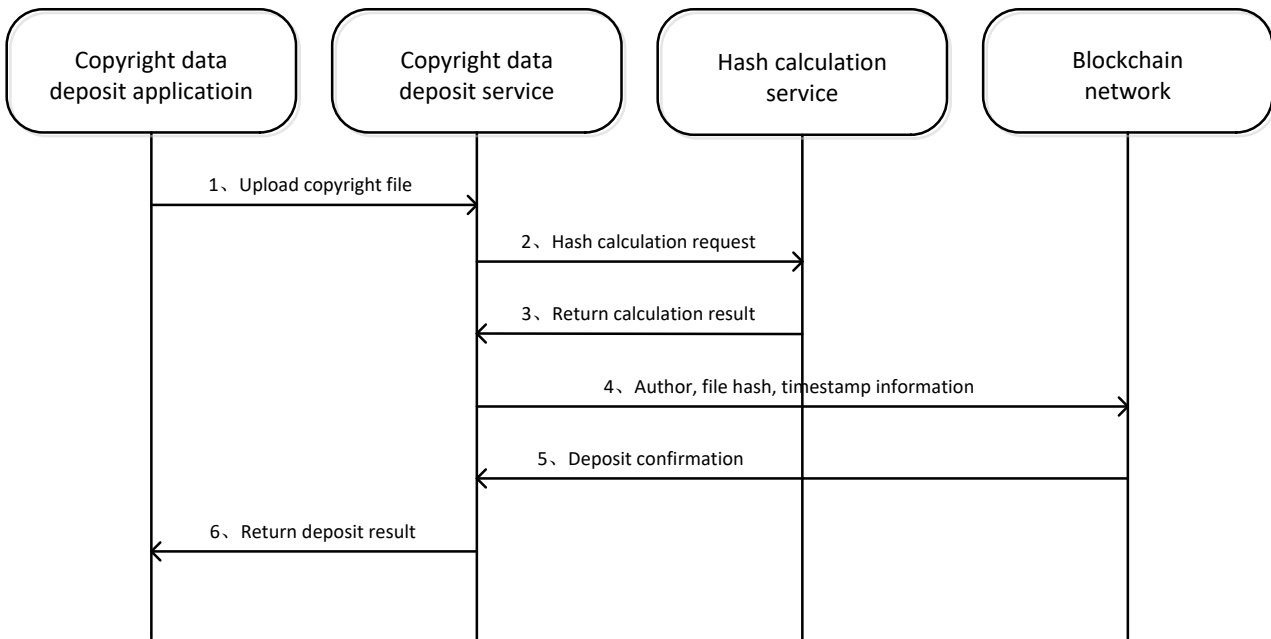 Copyright data
deposit applicatioin
Copyright data
deposit service
Hash calculation
service
Blockchain
network
1、Upload copyright file
2、Hash calculation request
3、Return calculation result
4、Author, file hash, timestamp information
5、Deposit confirmation
6、Return deposit result